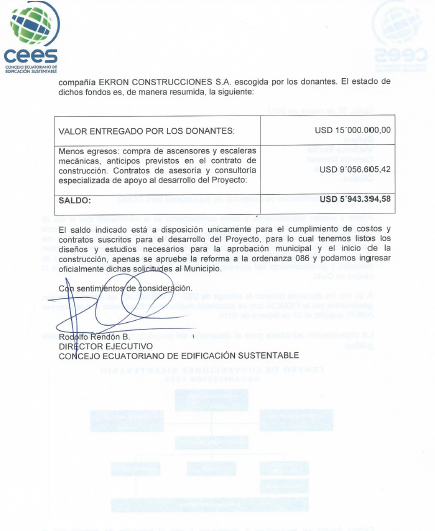 cees
CONCEJO ECUATORIANO DE
EDIFICACIÓN SUSTENTABLE
compañía EKRON CONSTRUCCIONES S.A. escogida por los donantes. El estado de
dichos fondos es, de manera resumida, la siguiente:
VALOR ENTREGADO POR LOS DONANTES: USD 15´000.000,00
Menos egresos: compra de ascensores y escaleras
mecánicas, anticipos previstos en el contrato de
construcción. Contratos de asesoría y consultoría
especializada de apoyo al desarrollo del Proyecto: USD 9´056.605,42
SALDO: USD 5´943.394,58
El saldo indicado está a disposición unicamente para el cumplimiento de costos y
contratos suscritos para el desarrollo del Proyecto, para lo cual tenemos listos los
diseños y estudios necesarios para la aprobación municipal y el inicio de la
construcción, apenas se apruebe la reforma a la ordenanza 086 y podamos ingresar
oficialmente dichas solicitudes al Municipio.
Con sentimientos de consideración.
Rodolfo Rendón B.
DIRECTOR EJECUTIVO
CONCEJO ECUATORIANO DE EDIFICACIÓN SUSTENTABLE